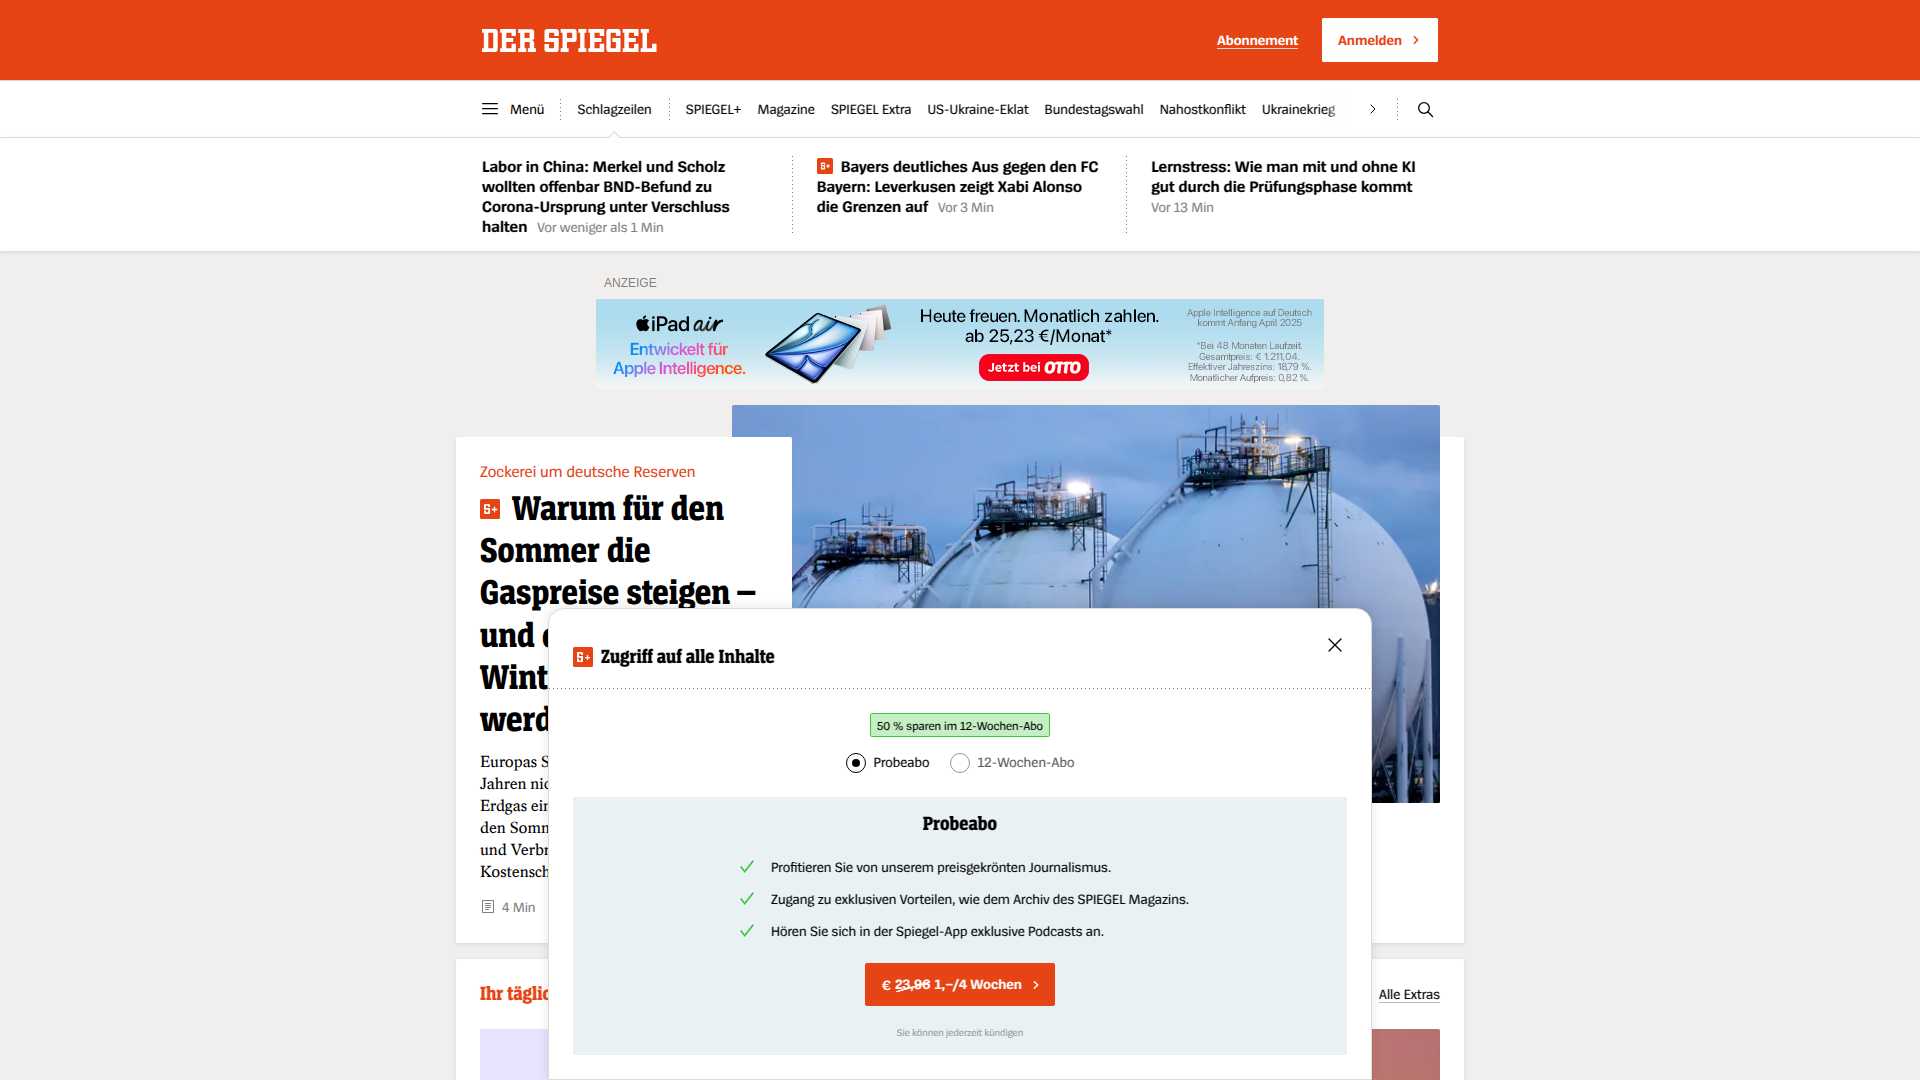 DER SPIEGEL
Abonnement
Anmelden
Menü
Schlagzeilen
SPIEGEL+
Magazine
SPIEGEL Extra
US-Ukraine-Eklat
Bundestagswahl
Nahostkonflikt
Ukrainekrieg
Labor in China: Merkel und Scholz
wollten offenbar BND-Befund zu
Corona-Ursprung unter Verschluss
halten Vor weniger als 1 Min
Bayers deutliches Aus gegen den FC
Bayern: Leverkusen zeigt Xabi Alonso
die Grenzen auf Vor 3 Min
Lernstress: Wie man mit und ohne KI
gut durch die Prüfungsphase kommt
Vor 13 Min
ANZEIGE
iPad air
Entwickelt für
Apple Intelligence.
Heute freuen. Monatlich zahlen.
ab 25,23 €/Monat*
Jetzt bei OTTO
Apple Intelligence auf Deutsch
kommt Anfang April 2025
*Bei 48 Monaten Laufzeit.
Gesamtpreis: € 1.211,04.
Effektiver Jahreszins: 18,79 %.
Monatlicher Aufpreis: 0,82 %.
Zockerei um deutsche Reserven
Warum für den
Sommer die
Gaspreise steigen –
und d
Wint
werd
Europas S
Jahren nic
Erdgas ein
den Somm
und Verbr
Kostensch
4 Min
Zugriff auf alle Inhalte
50 % sparen im 12-Wochen-Abo
Probeabo
12-Wochen-Abo
Probeabo
Profitieren Sie von unserem preisgekrönten Journalismus.
Zugang zu exklusiven Vorteilen, wie dem Archiv des SPIEGEL Magazins.
Hören Sie sich in der Spiegel-App exklusive Podcasts an.
€ 23,96 1,–/4 Wochen
Sie können jederzeit kündigen
Ihr täglic
Alle Extras